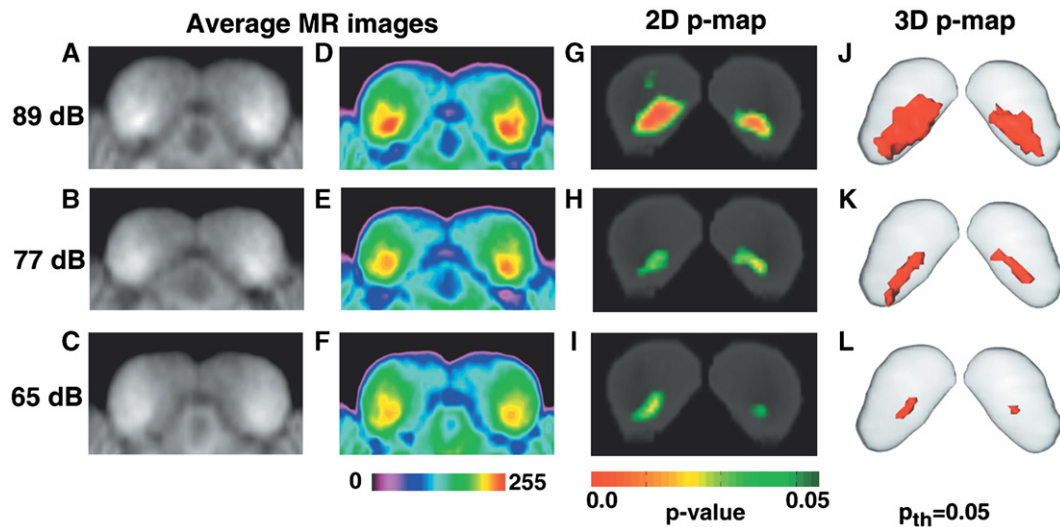 Average MR images 2D p-map 3D p-map
A D G J
89 dB
B E H K
77 dB
C F I L
65 dB
0 255
0.0 0.05
p-value pth=0.05